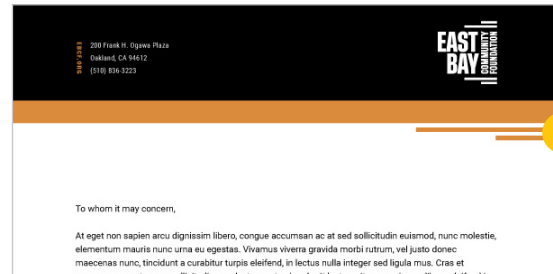 EBCF.ORG
200 Frank H. Ogawa Plaza
Oakland, CA 94612
(510) 836-3223
EAST BAY
COMMUNITY FOUNDATION
To whom it may concern,
At eget non sapien arcu dignissim libero, congue accumsan ac at sed sollicitudin euismod, nunc molestie,
elementum mauris nunc urna eu egestas. Vivamus viverra gravida morbi rutrum, vel justo donec
maecenas nunc, tincidunt a curabitur turpis eleifend, in lectus nulla integer sed ligula mus. Cras et